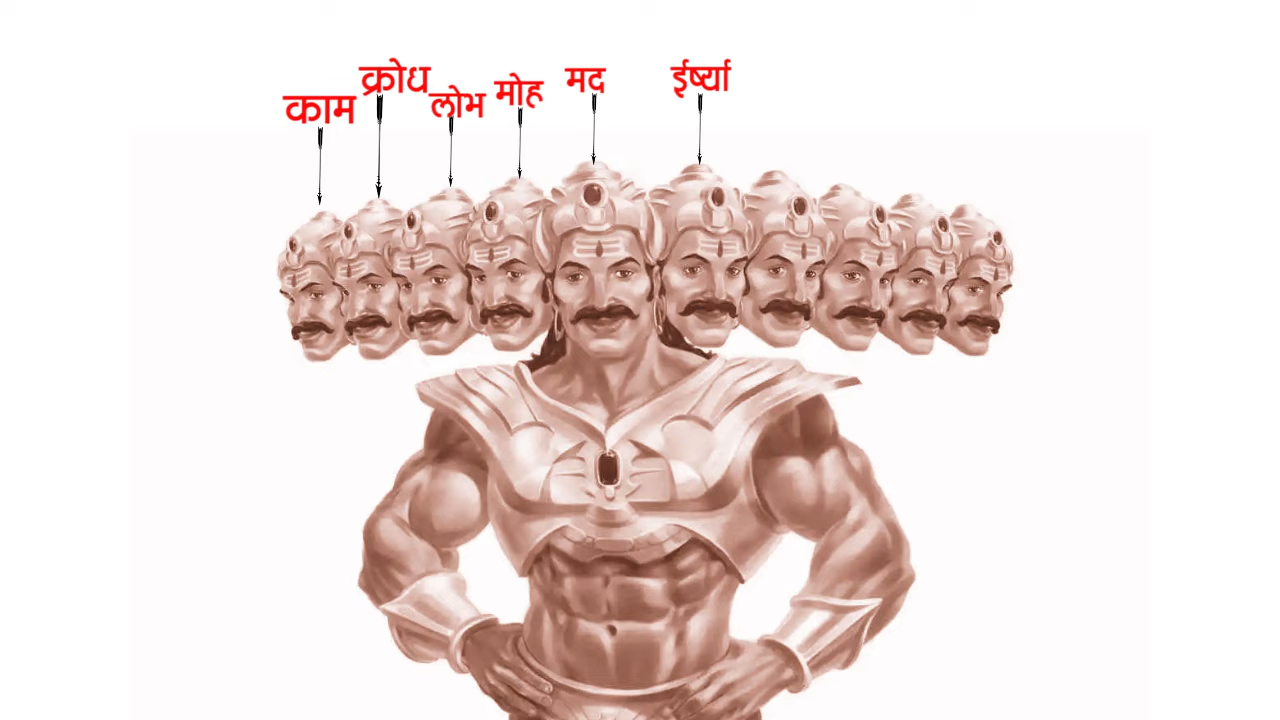 काम
क्रोध
लोभ
मोह
मद
ईर्ष्या